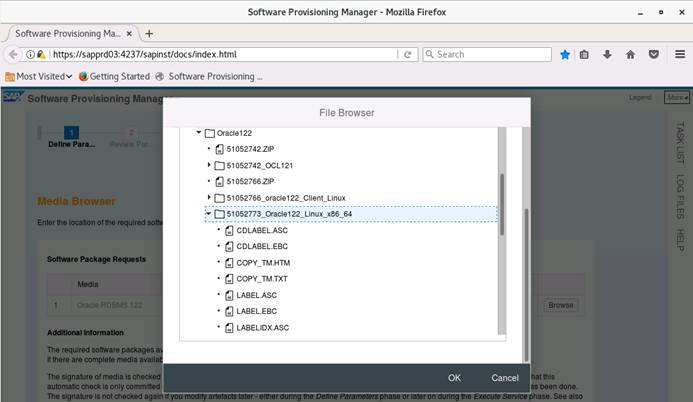 Software Provisioning Manager - Mozilla Firefox
Software Provisioning Ma...
https://sapprd03:4237/sapinst/docs/index.html
Search
Most Visited
Getting Started
Software Provisioning ...
SAP
Software Provisioning Manag
Legend
More
File Browser
1
2
Define Para...
Review Par...
TASK LIST
LOG FILES
HELP
Oracle122
51052742.ZIP
51052742_OCL121
51052766.ZIP
51052766_oracle122_Client_Linux
51052773_Oracle122_Linux_x86_64
CDLABEL.ASC
CDLABEL.EBC
COPY_TM.HTM
COPY_TM.TXT
LABEL.ASC
LABEL.EBC
LABELIDX.ASC
Media Browser
Enter the location of the required softw
Software Package Requests
Media
1 Oracle RDBMS 122
Browse
Additional Information
The required software packages av
If there are complete media availab
The signature of media is checked
that this
automatic check is only committed
as been done.
The signature is not checked again if you modify artefacts later - either during the Define Parameters phase or later on during the Execute Service phase. See also
OK
Cancel